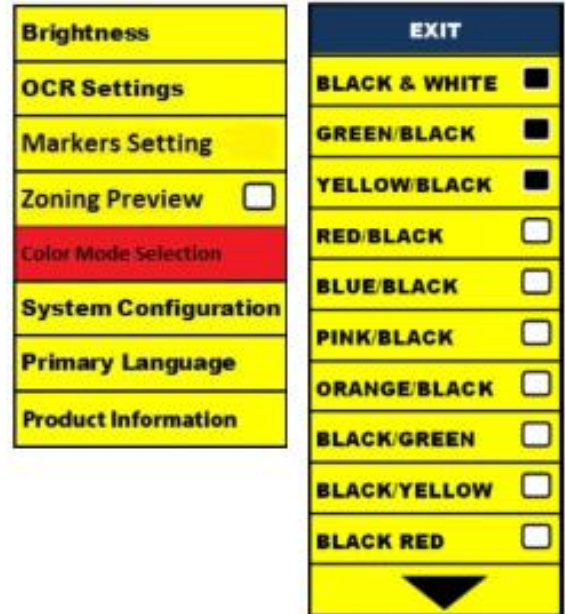 Brightness
OCR Settings
Markers Setting
Zoning Preview
Color Mode Selection
System Configuration
Primary Language
Product Information
EXIT
BLACK & WHITE
GREEN/BLACK
YELLOW/BLACK
RED/BLACK
BLUE/BLACK
PINK/BLACK
ORANGE/BLACK
BLACK/GREEN
BLACK/YELLOW
BLACK RED